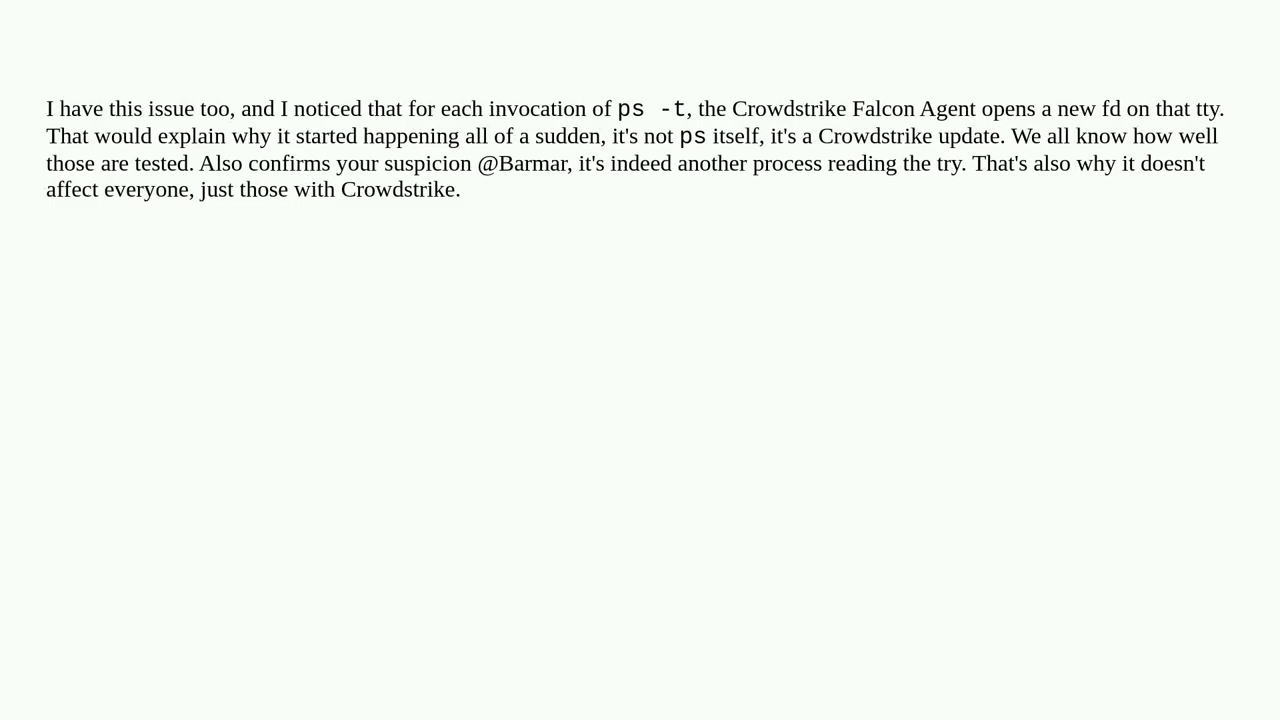 I have this issue too, and I noticed that for each invocation of ps -t, the Crowdstrike Falcon Agent opens a new fd on that tty.
That would explain why it started happening all of a sudden, it's not ps itself, it's a Crowdstrike update. We all know how well
those are tested. Also confirms your suspicion @Barmar, it's indeed another process reading the try. That's also why it doesn't
affect everyone, just those with Crowdstrike.